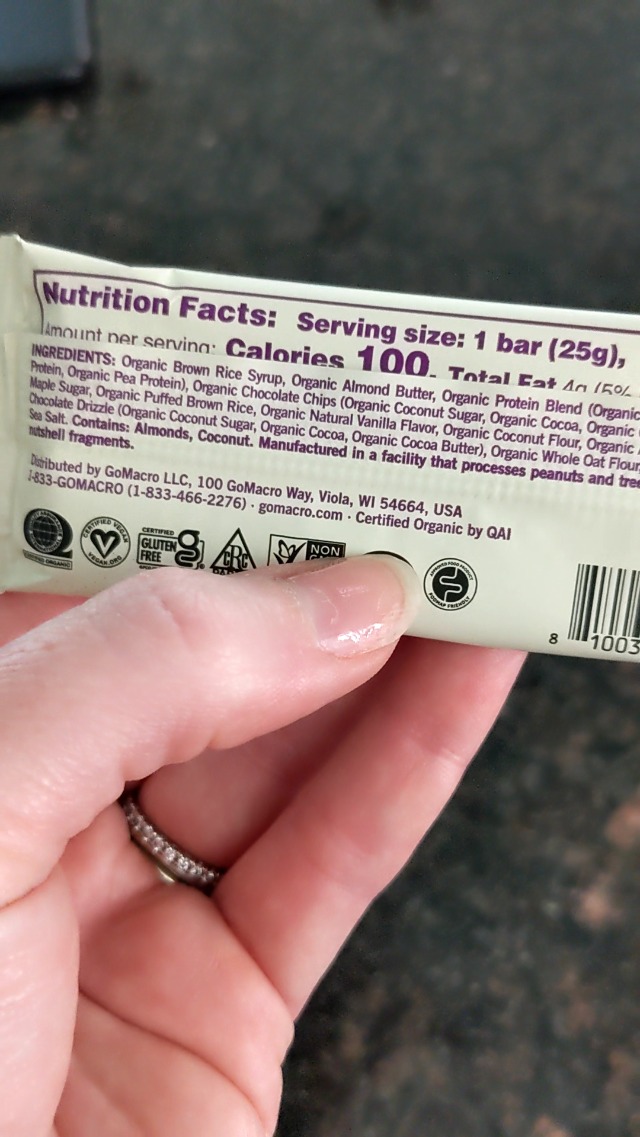 Nutrition Facts: Serving size: 1 bar (25g),
Amount per serving: Calories 100, Total Fat 4g (5%
INGREDIENTS: Organic Brown Rice Syrup, Organic Almond Butter, Organic Protein Blend (Organic
Protein, Organic Pea Protein), Organic Chocolate Chips (Organic Coconut Sugar, Organic Cocoa, Organic
Maple Sugar, Organic Puffed Brown Rice, Organic Natural Vanilla Flavor, Organic Coconut Flour, Organic
Chocolate Drizzle (Organic Coconut Sugar, Organic Cocoa, Organic Cocoa Butter), Organic Whole Oat Flour
Sea Salt. Contains: Almonds, Coconut. Manufactured in a facility that processes peanuts and tree
nutshell fragments.
Distributed by GoMacro LLC, 100 GoMacro Way, Viola, WI 54664, USA
1-833-GOMACRO (1-833-466-2276) · gomacro.com · Certified Organic by QAI
Q CERTIFIED ORGANIC
CERTIFIED VEGAN V VEGAN.ORG
CERTIFIED GLUTEN FREE g
CRC
NON
FODMAP FRIENDLY
8 1003